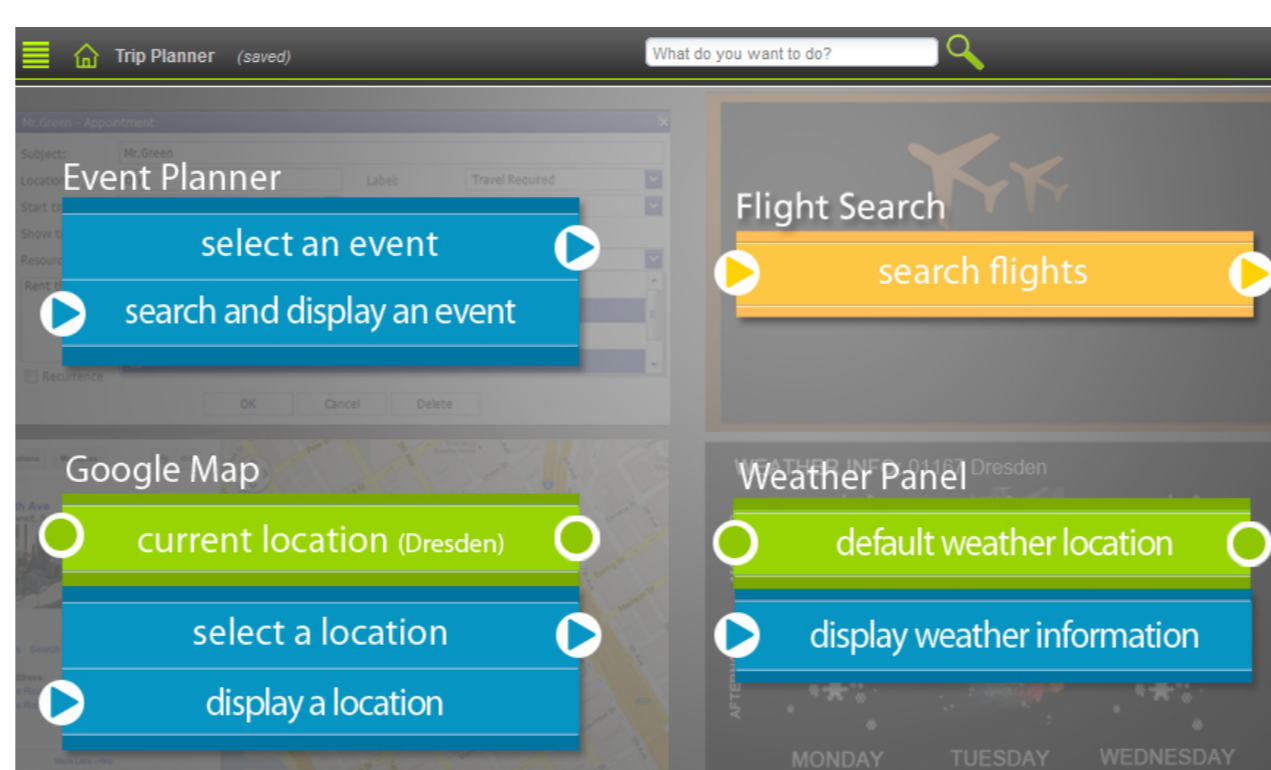 Trip Planner (saved)
What do you want to do?
Mr.Green - Appointment
Subject: Mr.Green
Event Planner
Label: Travel Required
select an event
search and display an event
Recurrence
OK Cancel Delete
Flight Search
search flights
Google Map
current location (Dresden)
select a location
display a location
WEATHER INFO: 01167 Dresden
Weather Panel
default weather location
display weather information
MONDAY TUESDAY WEDNESDAY